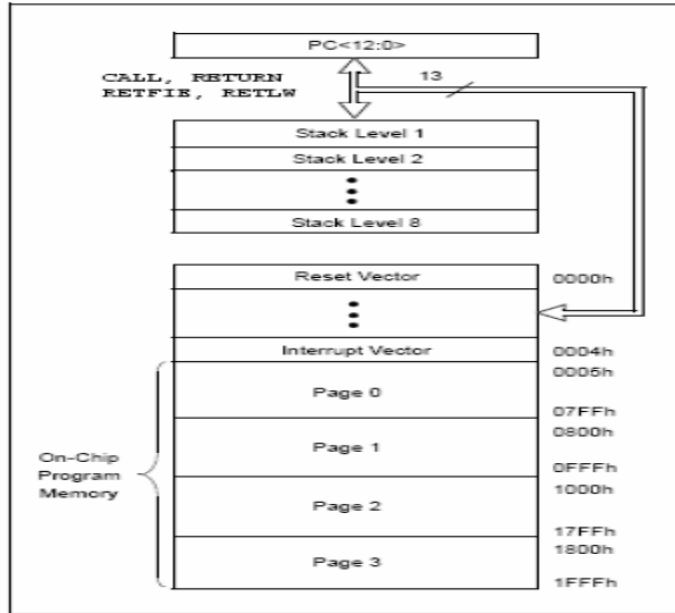 PC<12:0>
CALL, RETURN
RETFIE, RETLW
13
Stack Level 1
Stack Level 2
Stack Level 8
Reset Vector
0000h
Interrupt Vector
0004h
0005h
Page 0
07FFh
0800h
Page 1
0FFFh
On-Chip
Program
Memory
1000h
Page 2
17FFh
1800h
Page 3
1FFFh